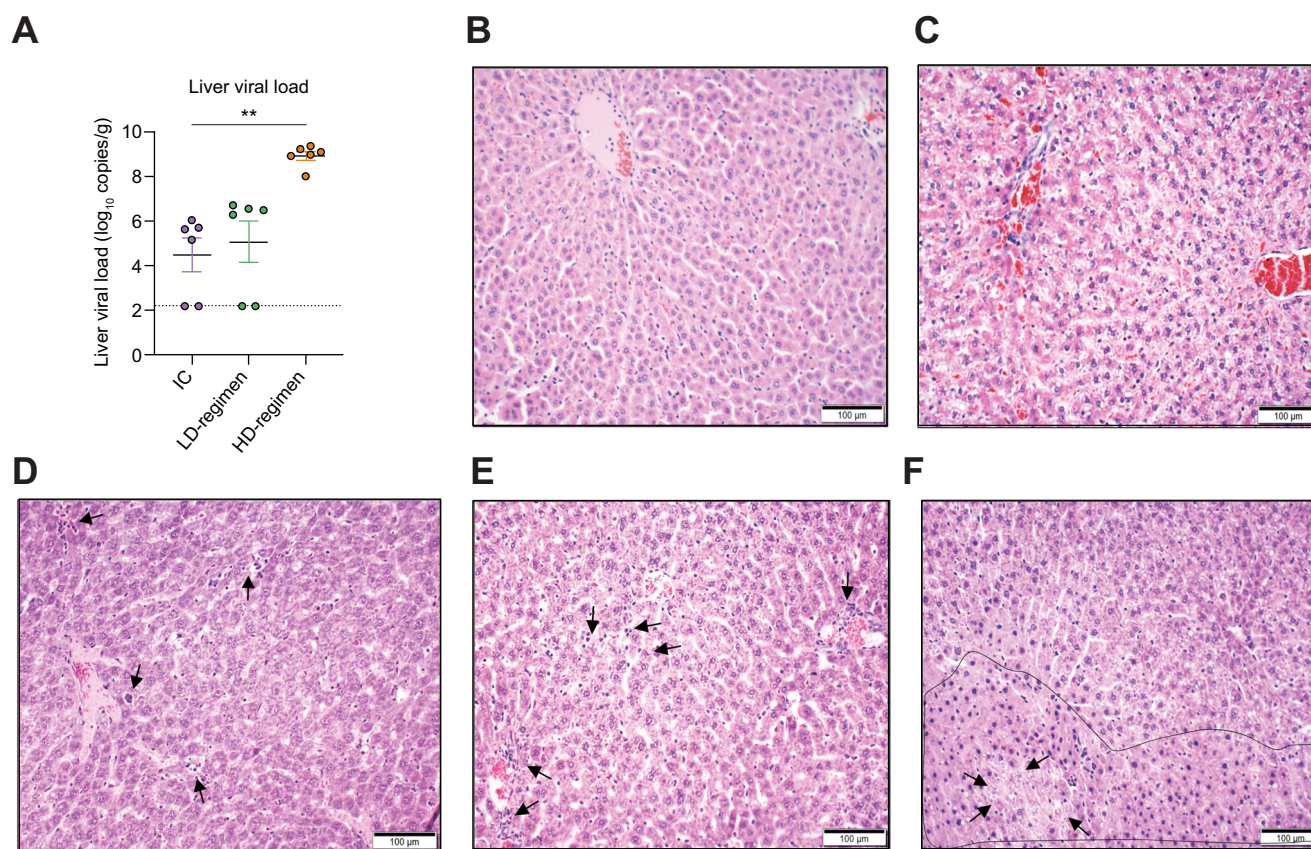 A
Liver viral load
**
Liver viral load (log10 copies/g)
10
8
6
4
2
0
IC
LD-regimen
HD-regimen
B
100 µm
C
100 µm
D
100 µm
E
100 µm
F
100 µm